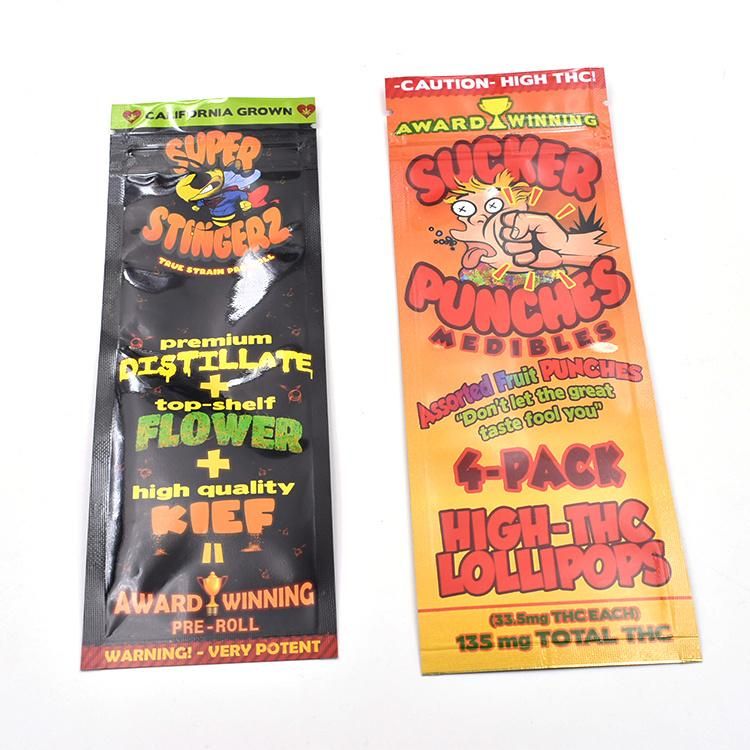 CALIFORNIA GROWN
SUPER
STINGERZ
TRUE STRAIN PRE-ROLL
premium
DISTILLATE
+
top-shelf
FLOWER
+
high quality
KIEF
=
AWARD WINNING
PRE-ROLL
WARNING! - VERY POTENT
-CAUTION- HIGH THC!
AWARD WINNING
SUCKER
PUNCHES
MEDIBLES
Assorted Fruit PUNCHES
"Don't let the great
taste fool you"
4-PACK
HIGH-THC
LOLLIPOPS
(33.5mg THC EACH)
135 mg TOTAL THC